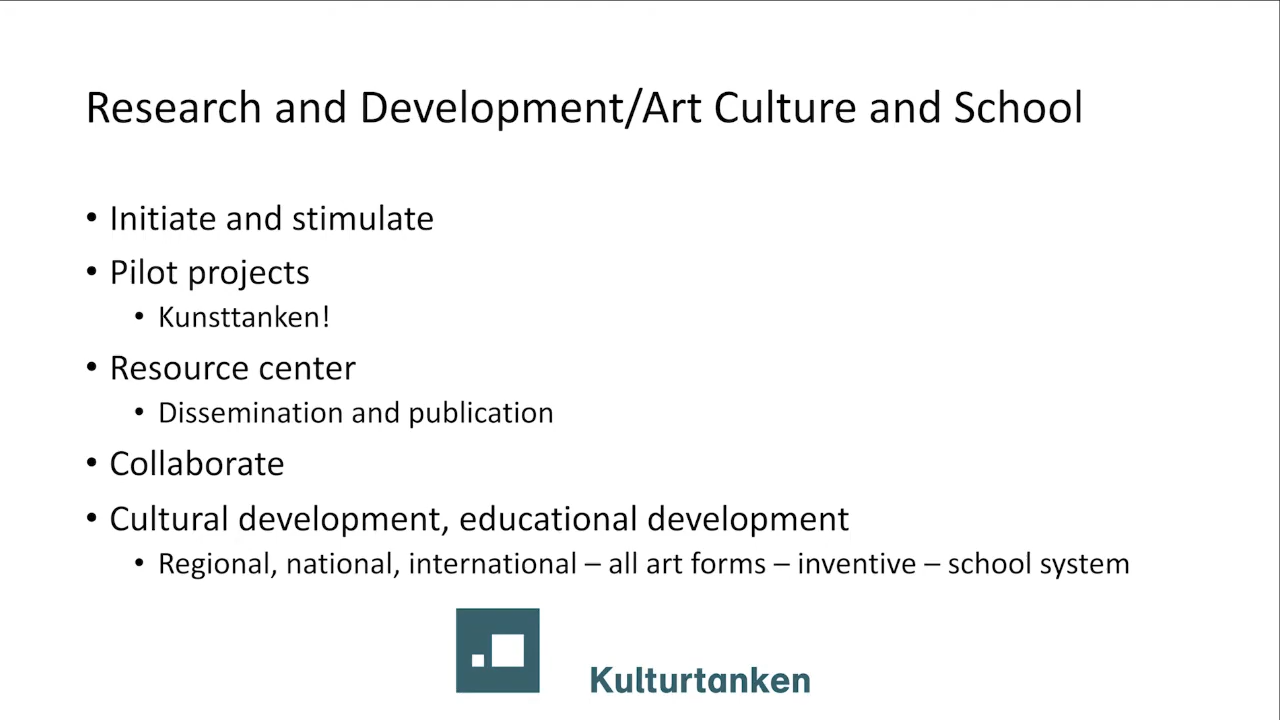 Research and Development/Art Culture and School
• Initiate and stimulate
• Pilot projects
• Kunsttanken!
• Resource center
• Dissemination and publication
• Collaborate
• Cultural development, educational development
• Regional, national, international – all art forms – inventive – school system
Kulturtanken